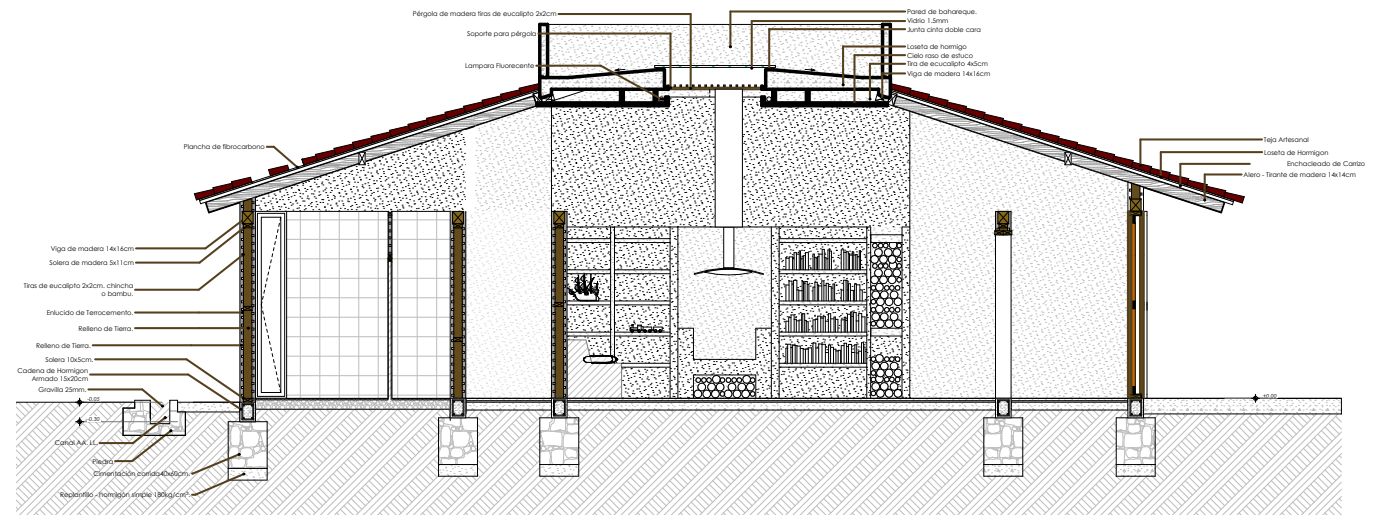 Pérgola de madera tiras de eucalipto 2x2cm
Soporte para pérgola
Lampara Fluorecente
Pared de bahareque.
Vidrio 1.5mm
Junta cinta doble cara
Loseta de hormigo
Cielo raso de estuco
Tira de ecucalipto 4x5cm
Viga de madera 14x16cm
Plancha de fibrocarbono
Teja Artesanal
Loseta de Hormigon
Enchacleado de Carrizo
Alero - Tirante de madera 14x14cm
Viga de madera 14x16cm
Solera de madera 5x11cm
Tiras de eucalipto 2x2cm. chincha
o bambu.
Enlucido de Terrocemento.
Relleno de Tierra.
Relleno de Tierra.
Solera 10x5cm.
Cadena de Hormigon
Armado 15x20cm
Gravilla 25mm.
-0.05
-0.30
±0.00
Canal AA. LL.
Piedra
Cimentación corrida40x60cm.
Replantillo - hormigón simple 180kg/cm².